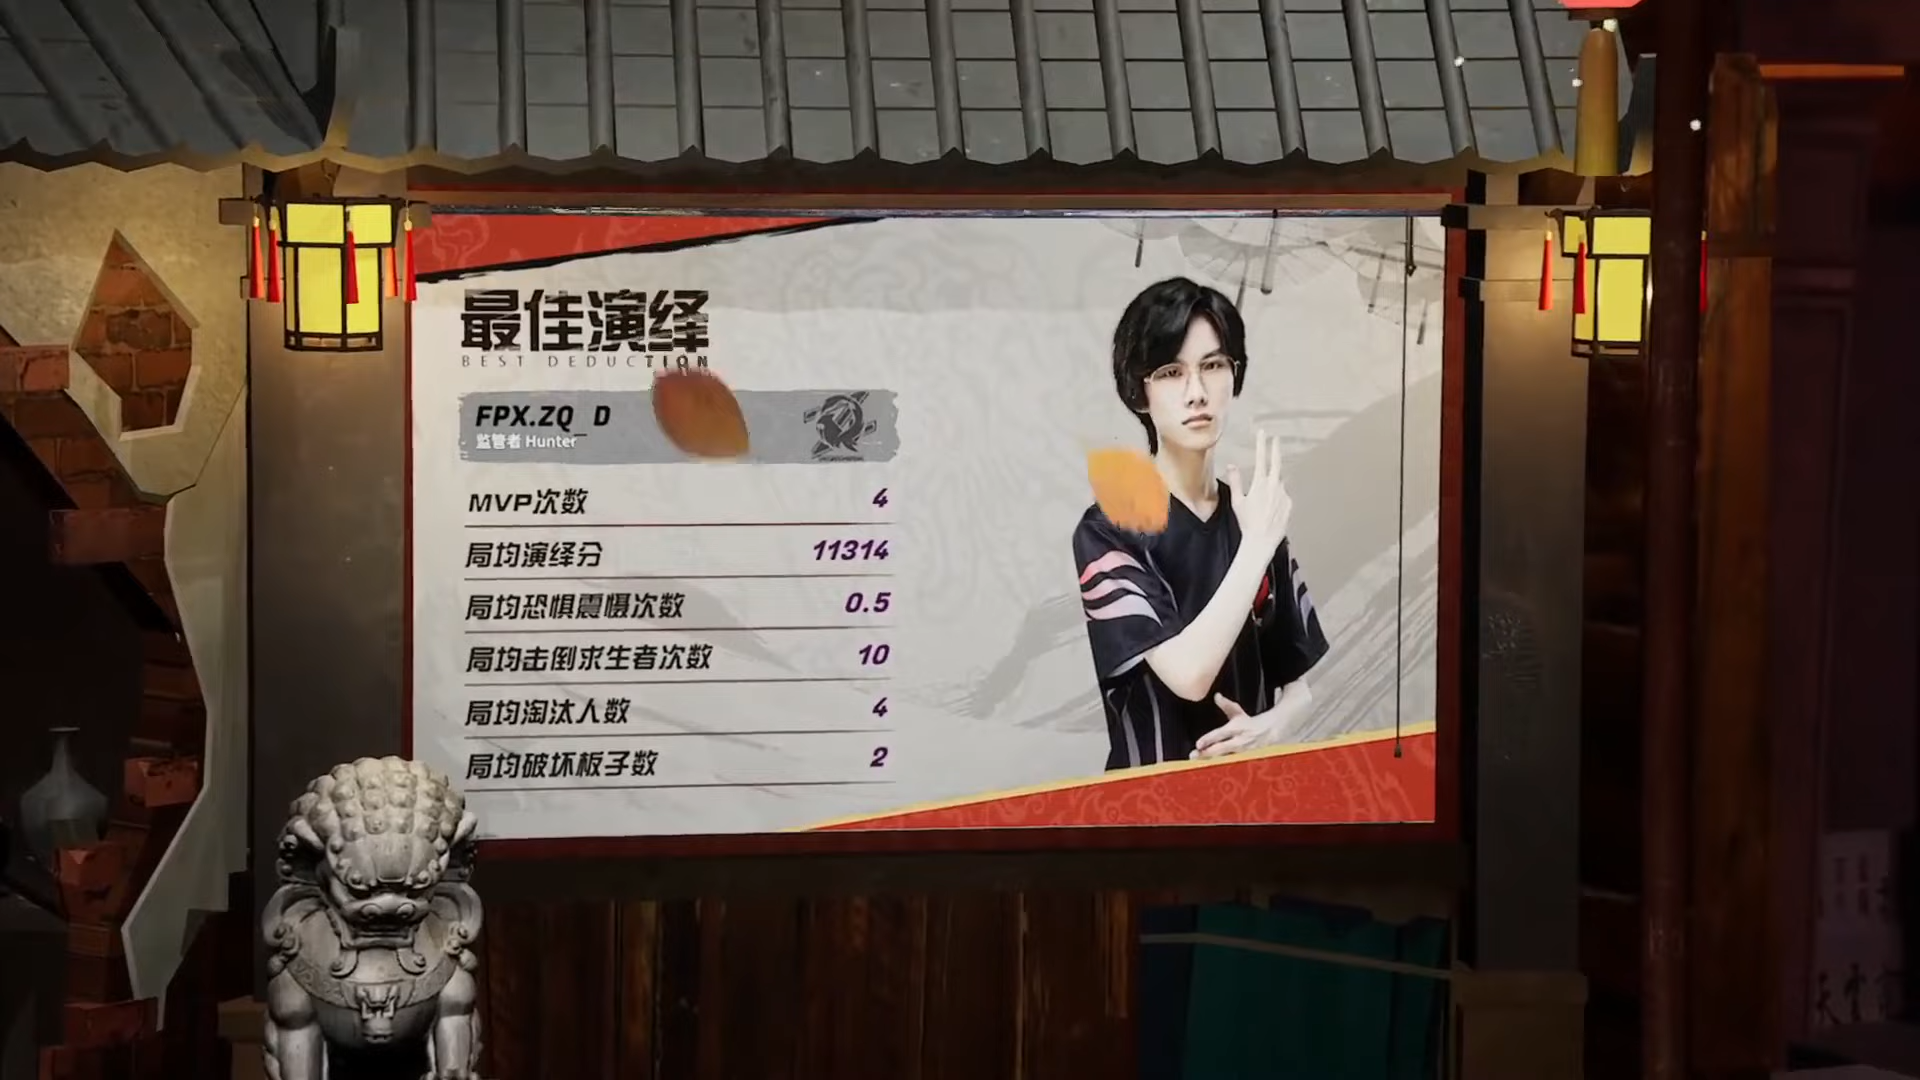 最佳演绎
BEST DEDUCTION
FPX.ZQ_D
监管者 Hunter
MVP次数 4
局均演绎分 11314
局均恐惧震慑次数 0.5
局均击倒求生者次数 10
局均淘汰人数 4
局均破坏板子数 2